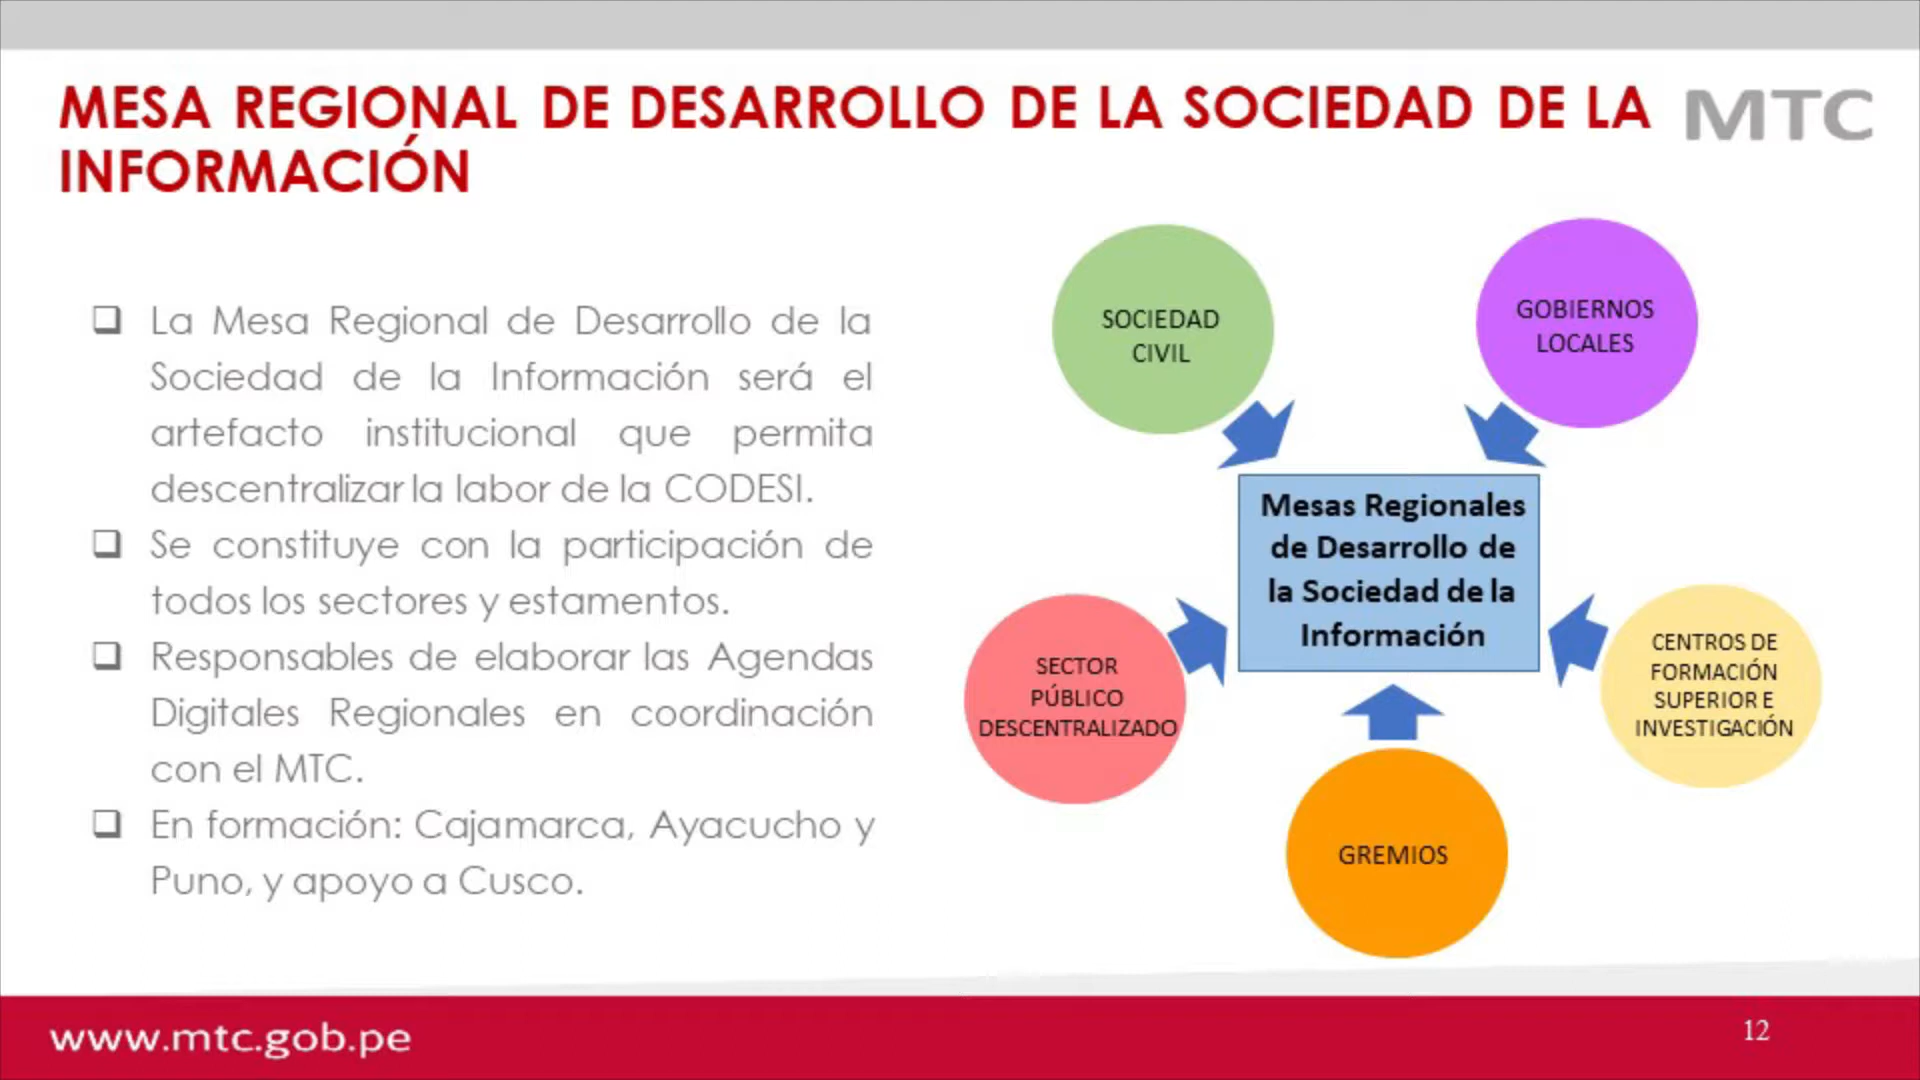 MESA REGIONAL DE DESARROLLO DE LA SOCIEDAD DE LA
INFORMACIÓN
MTC
La Mesa Regional de Desarrollo de la
Sociedad de la Información será el
artefacto institucional que permita
descentralizar la labor de la CODESI.
Se constituye con la participación de
todos los sectores y estamentos.
Responsables de elaborar las Agendas
Digitales Regionales en coordinación
con el MTC.
En formación: Cajamarca, Ayacucho y
Puno, y apoyo a Cusco.
SOCIEDAD
CIVIL
GOBIERNOS
LOCALES
Mesas Regionales
de Desarrollo de
la Sociedad de la
Información
SECTOR
PÚBLICO
DESCENTRALIZADO
CENTROS DE
FORMACIÓN
SUPERIOR E
INVESTIGACIÓN
GREMIOS
www.mtc.gob.pe
12